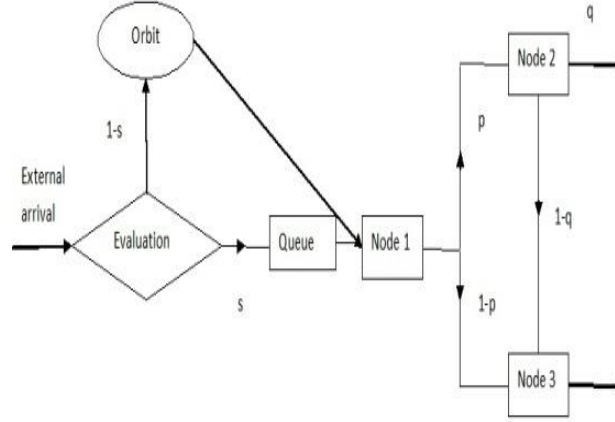 Orbit
q
Node 2
1-s
p
External
arrival
Evaluation
Queue
Node 1
1-q
s
1-p
Node 3